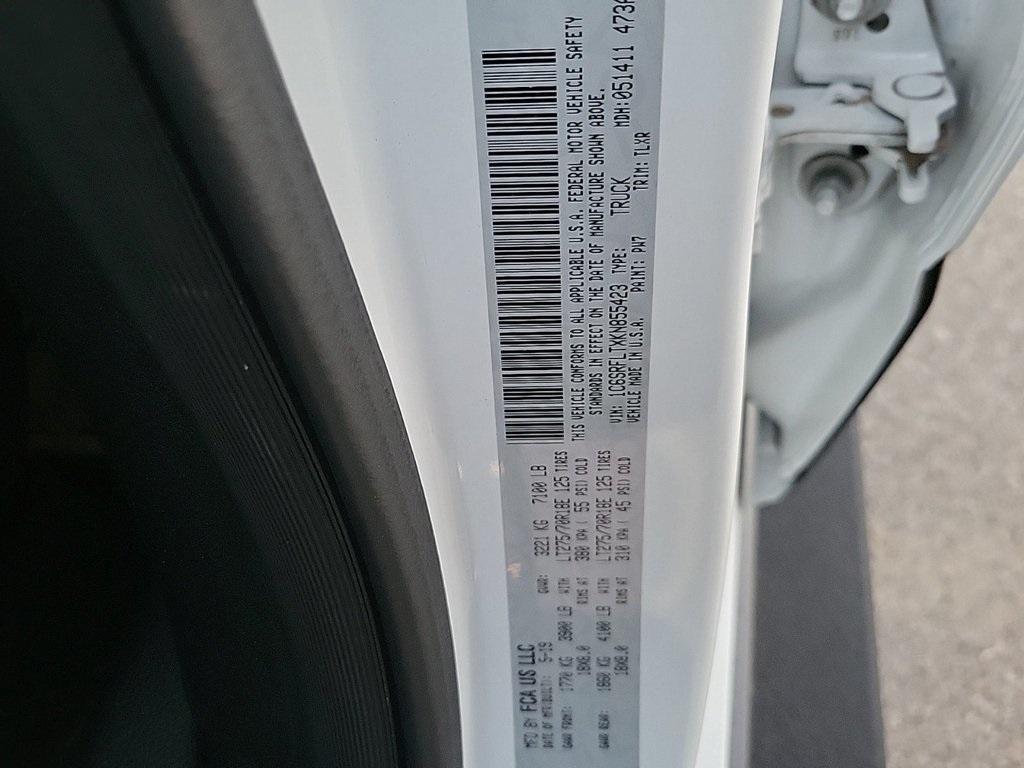 MFD BY FCA US LLC
DATE OF MFR/BUILT: 5-19 GVWR: 3221 KG 7100 LB
GAWR FRONT: 1770 KG 3900 LB WITH LT275/70R18E 125 TIRES
18X8.0 RIMS AT 380 KPA ( 55 PSI) COLD
GAWR REAR: 1860 KG 4100 LB WITH LT275/70R18E 125 TIRES
18X8.0 RIMS AT 310 KPA ( 45 PSI) COLD
THIS VEHICLE CONFORMS TO ALL APPLICABLE U.S.A. FEDERAL MOTOR VEHICLE SAFETY
STANDARDS IN EFFECT ON THE DATE OF MANUFACTURE SHOWN ABOVE.
VIN: 1C6SRFLTXKN855423 TYPE: TRUCK MDH:051411 473A
VEHICLE MADE IN U.S.A. PAINT: PW7 TRIM: TLXR